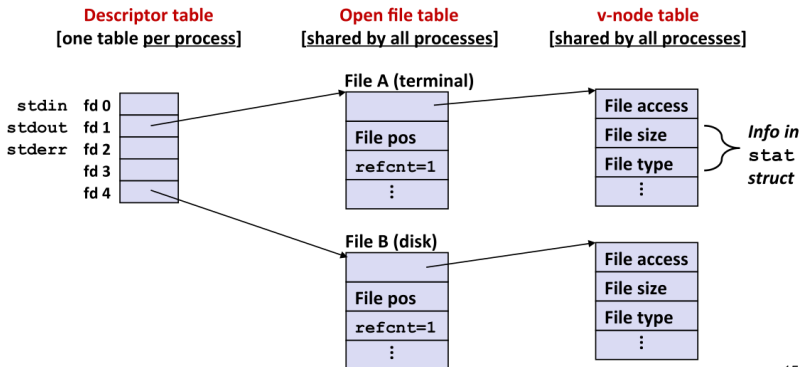 Descriptor table
[one table per process]
Open file table
[shared by all processes]
v-node table
[shared by all processes]
stdin fd 0
stdout fd 1
stderr fd 2
fd 3
fd 4
File A (terminal)
File pos
refcnt=1
⋮
File access
File size
File type
⋮
Info in
stat
struct
File B (disk)
File pos
refcnt=1
⋮
File access
File size
File type
⋮